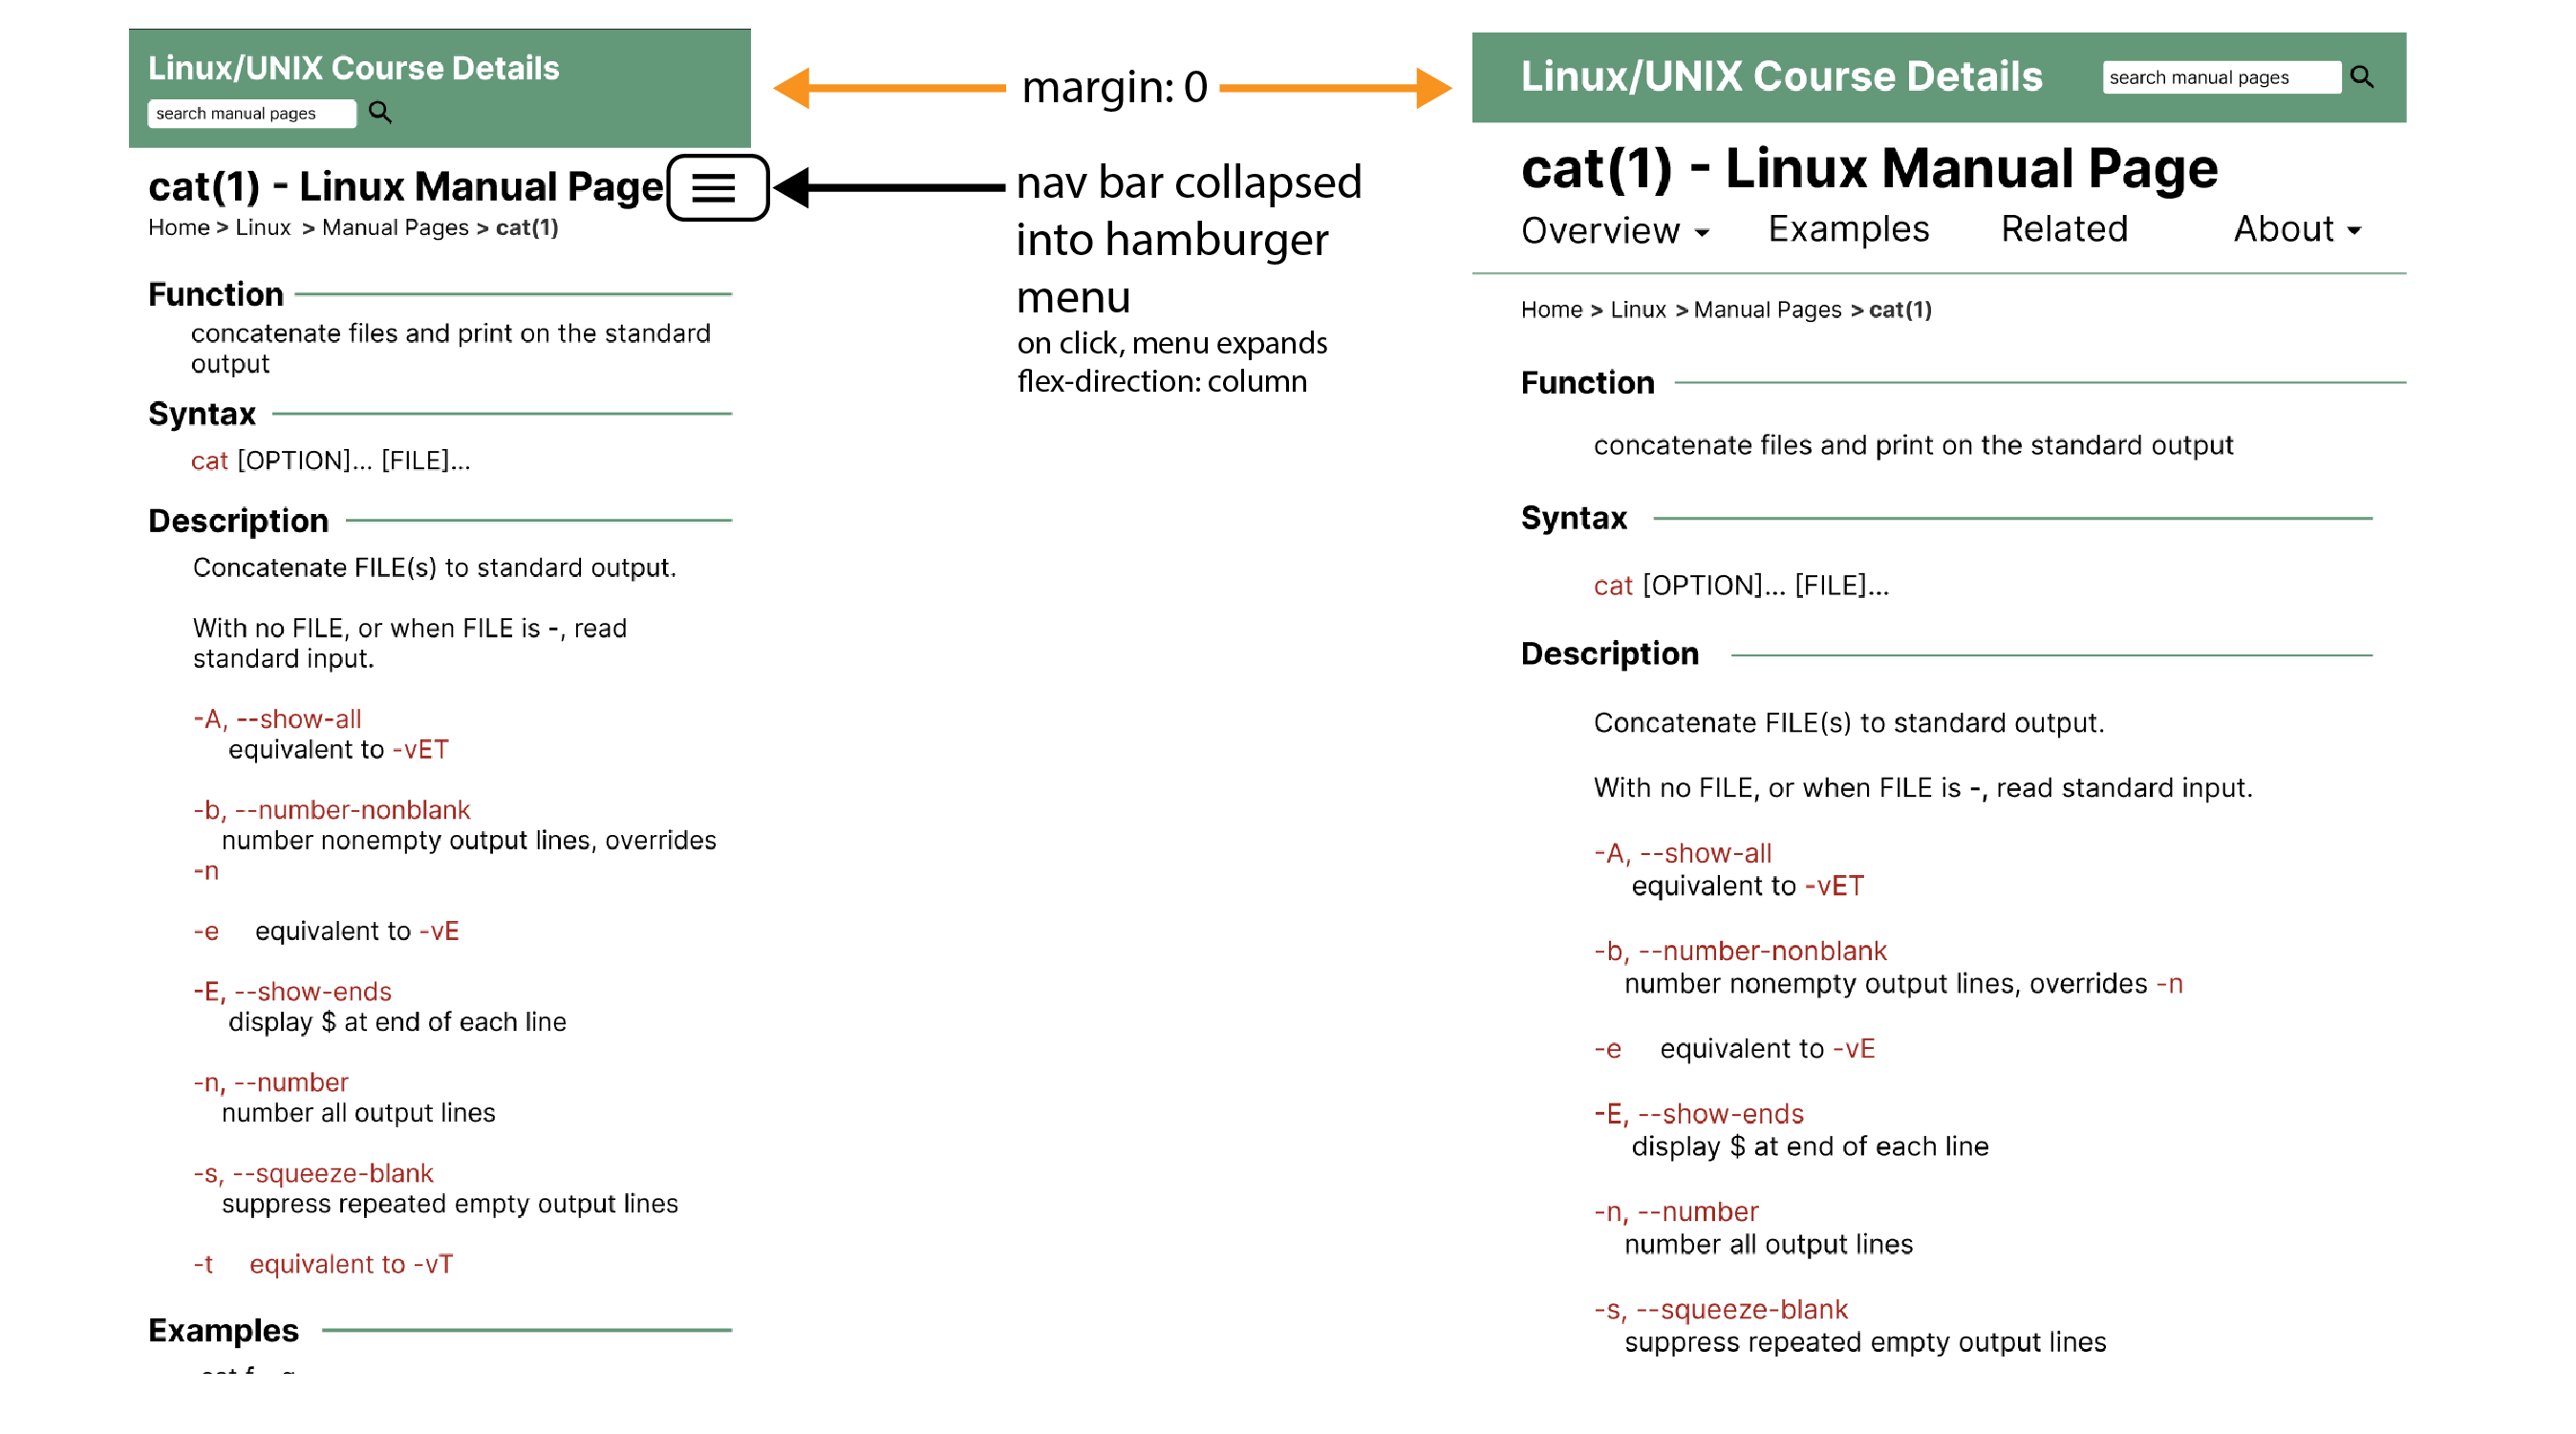 Linux/UNIX Course Details
search manual pages
cat(1) - Linux Manual Page
Home > Linux > Manual Pages > cat(1)
Function
concatenate files and print on the standard
output
Syntax
cat [OPTION]... [FILE]...
Description
Concatenate FILE(s) to standard output.
With no FILE, or when FILE is -, read
standard input.
-A, --show-all
equivalent to -vET
-b, --number-nonblank
number nonempty output lines, overrides
-n
-e equivalent to -vE
-E, --show-ends
display $ at end of each line
-n, --number
number all output lines
-s, --squeeze-blank
suppress repeated empty output lines
-t equivalent to -vT
Examples
margin: 0
nav bar collapsed
into hamburger
menu
on click, menu expands
flex-direction: column
Linux/UNIX Course Details
search manual pages
cat(1) - Linux Manual Page
Overview Examples Related About
Home > Linux > Manual Pages > cat(1)
Function
concatenate files and print on the standard output
Syntax
cat [OPTION]... [FILE]...
Description
Concatenate FILE(s) to standard output.
With no FILE, or when FILE is -, read standard input.
-A, --show-all
equivalent to -vET
-b, --number-nonblank
number nonempty output lines, overrides -n
-e equivalent to -vE
-E, --show-ends
display $ at end of each line
-n, --number
number all output lines
-s, --squeeze-blank
suppress repeated empty output lines